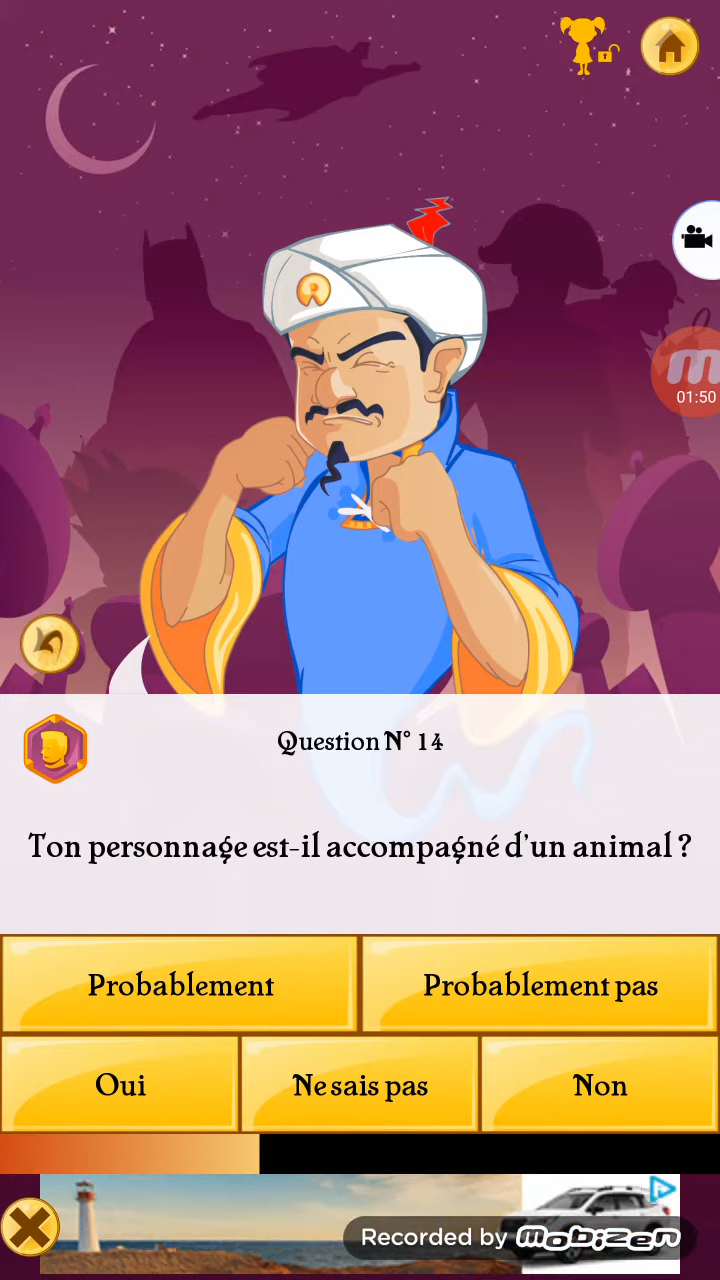 01:50
Question N° 14
Ton personnage est-il accompagné d'un animal ?
Probablement
Probablement pas
Oui
Ne sais pas
Non
Recorded by mobizen